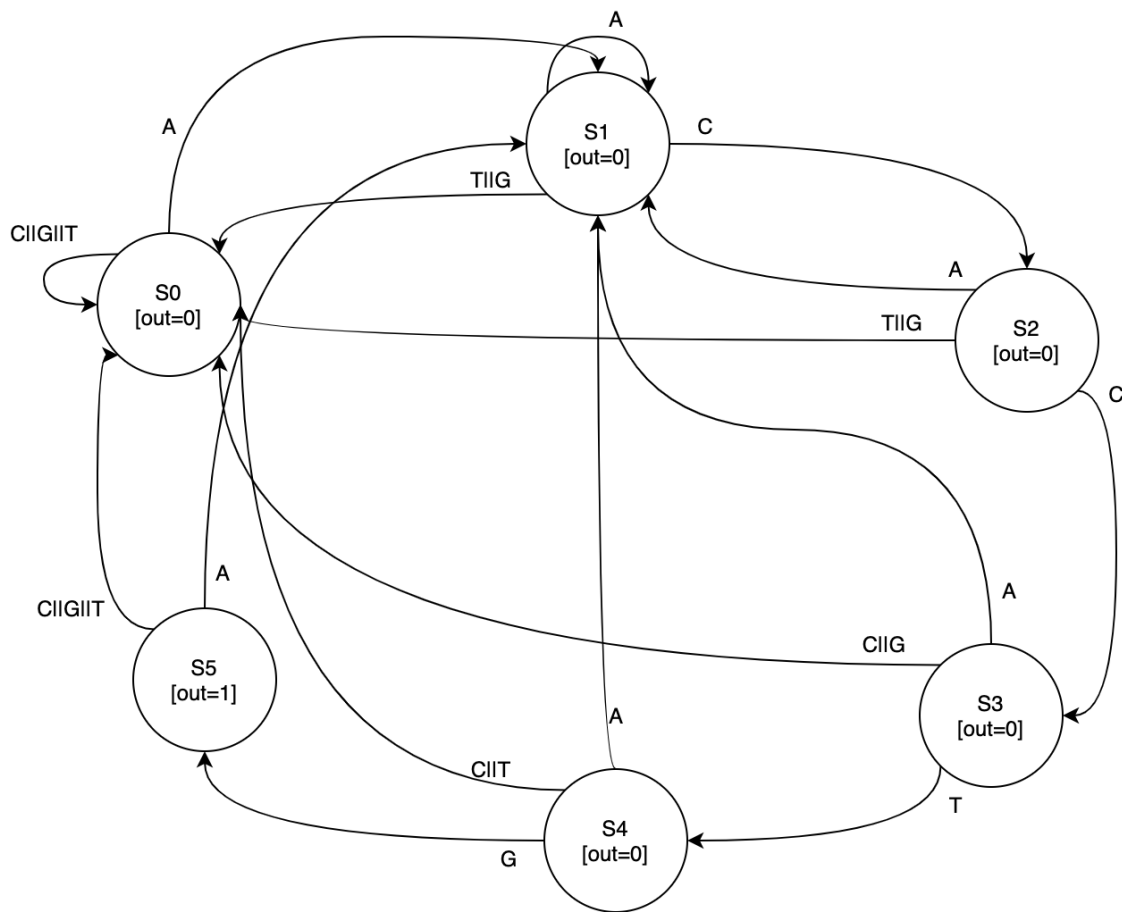 A
A
S1
[out=0]
C
TIIG
CIIGIIT
S0
[out=0]
A
TIIG
S2
[out=0]
C
A
CIIGIIT
A
CIIG
S5
[out=1]
S3
[out=0]
A
CIIT
T
S4
[out=0]
G